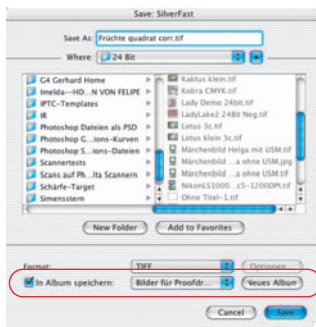 Save: SilverFast
Save As: Früchte quadrat corr.tif
Where: 24 Bit
G4 Gerhard Home
Imelda--HD...N VON FELIPE
IPTC-Templates
IR
Photoshop Dateien als PSD
Photoshop G...ions-Kurven
Photoshop S...ions-Dateien
Scannertests
Scans auf Ph...lta Scannern
Schärfe-Target
Simensstern
Kaktus klein.tif
Kobra CMYK.tif
Lady Demo 24bit.tif
LadyLake2 24Bit Neg.tif
Lotus 3c.tif
Lotus klein 3c.tif
Märchenbild Helga mit USM.tif
Märchenbild ...a ohne USM.jpg
Märchenbild ...a ohne USM.tif
NikonLS1000...c5-1200DPI.tif
Ohne Titel-1.tif
New Folder
Add to Favorites
Format: TIFF
Optionen
In Album speichern: Bilder für Proofdr...
Neues Album
Cancel
Save